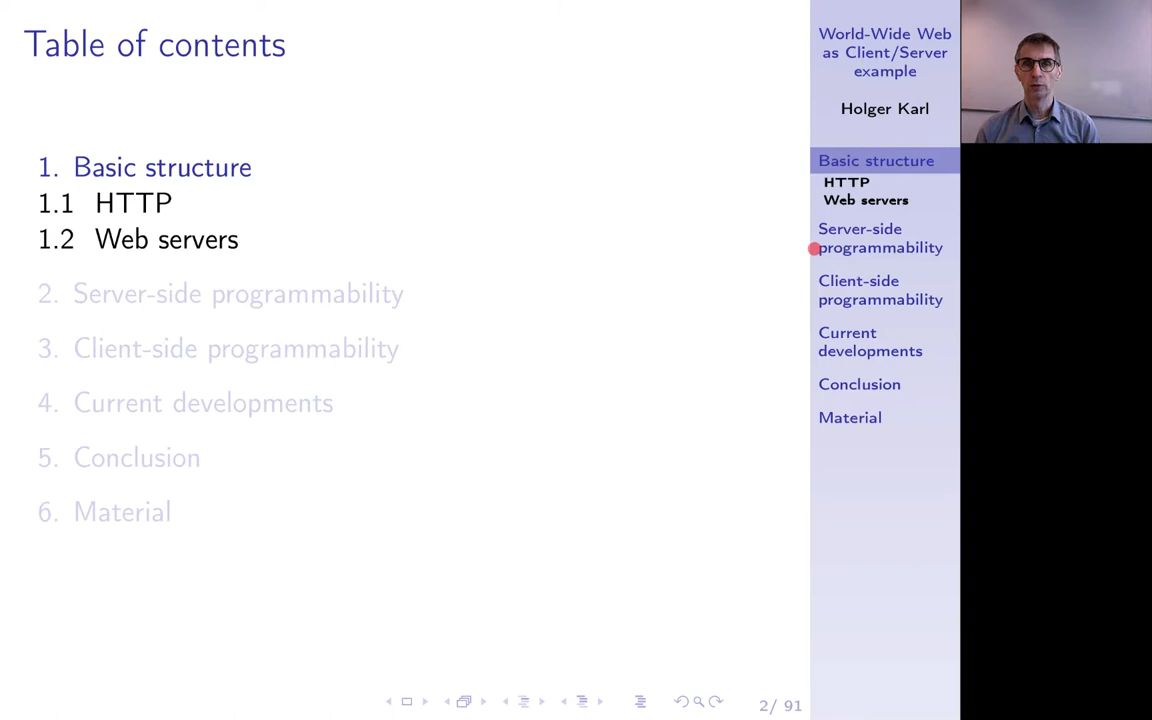 Table of contents
1. Basic structure
1.1 HTTP
1.2 Web servers
2. Server-side programmability
3. Client-side programmability
4. Current developments
5. Conclusion
6. Material
2/ 91
World-Wide Web
as Client/Server
example
Holger Karl
Basic structure
HTTP
Web servers
Server-side
programmability
Client-side
programmability
Current
developments
Conclusion
Material